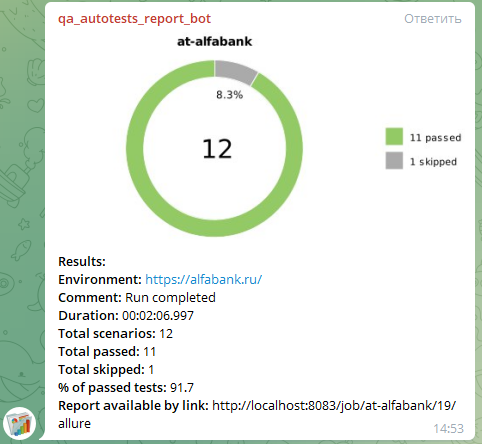 qa_autotests_report_bot Ответить
at-alfabank
8.3%
12
11 passed
1 skipped
Results:
Environment: https://alfabank.ru/
Comment: Run completed
Duration: 00:02:06.997
Total scenarios: 12
Total passed: 11
Total skipped: 1
% of passed tests: 91.7
Report available by link: http://localhost:8083/job/at-alfabank/19/
allure
14:53